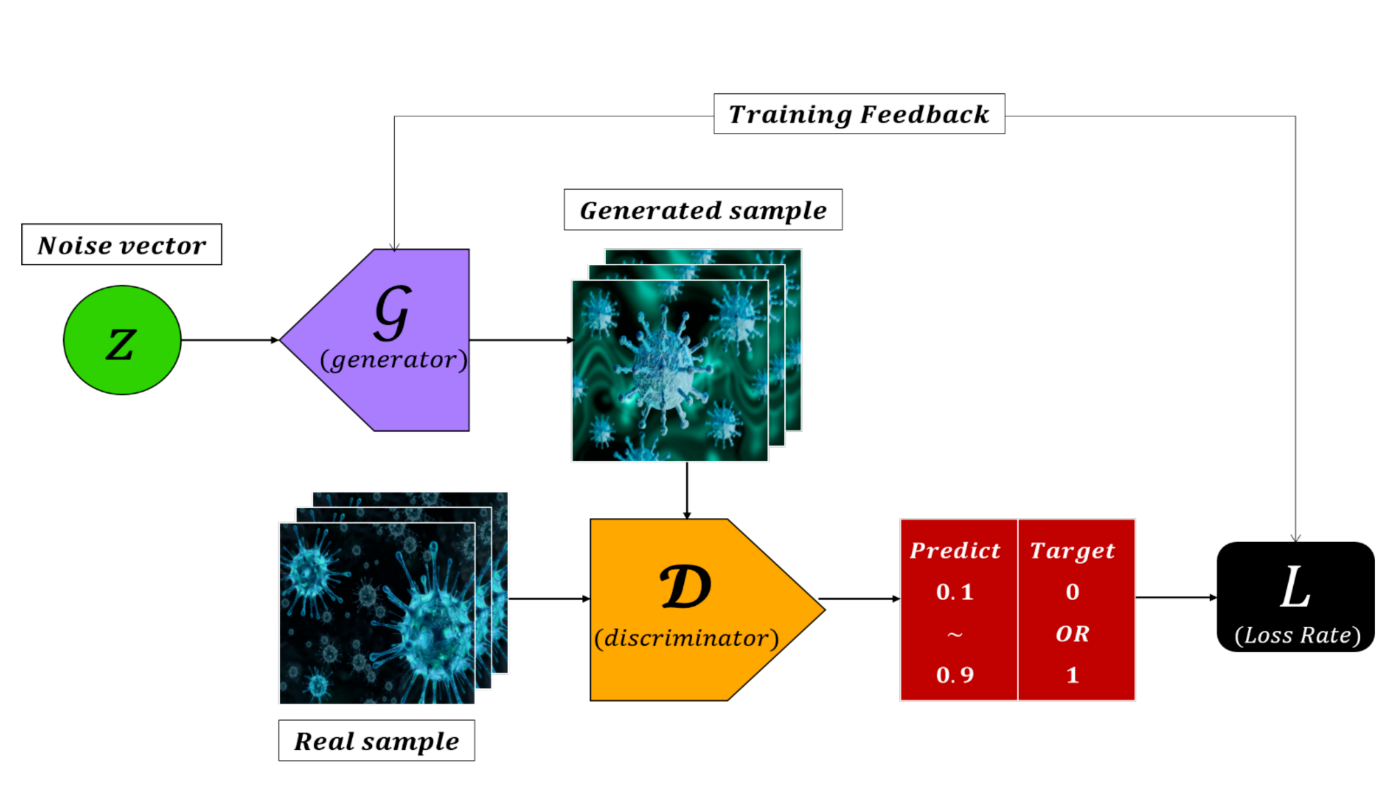 Training Feedback
Generated sample
Noise vector
z
G
(generator)
D
(discriminator)
Predict Target
0.1 0
~ OR
0.9 1
L
(Loss Rate)
Real sample